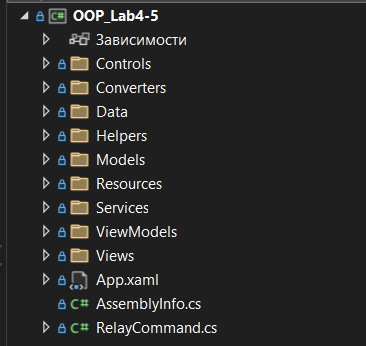 OOP_Lab4-5
Зависимости
Controls
Converters
Data
Helpers
Models
Resources
Services
ViewModels
Views
App.xaml
C# AssemblyInfo.cs
C# RelayCommand.cs